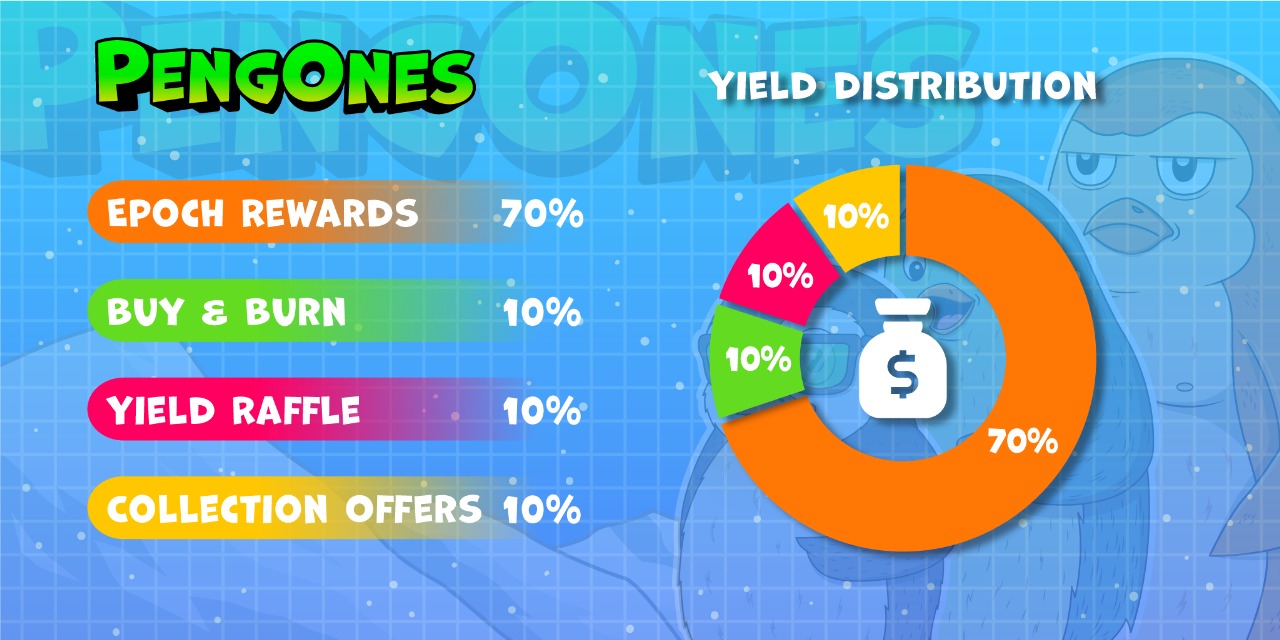 PENGONES
PENGONES
YIELD DISTRIBUTION
EPOCH REWARDS 70%
BUY & BURN 10%
YIELD RAFFLE 10%
COLLECTION OFFERS 10%
10%
10%
10%
$
70%